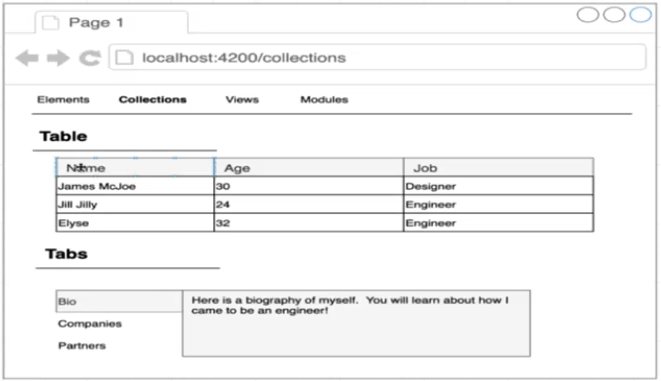 Page 1
localhost:4200/collections
Elements Collections Views Modules
Table
Name Age Job
James McJoe 30 Designer
Jill Jilly 24 Engineer
Elyse 32 Engineer
Tabs
Bio
Companies
Partners
Here is a biography of myself. You will learn about how I
came to be an engineer!